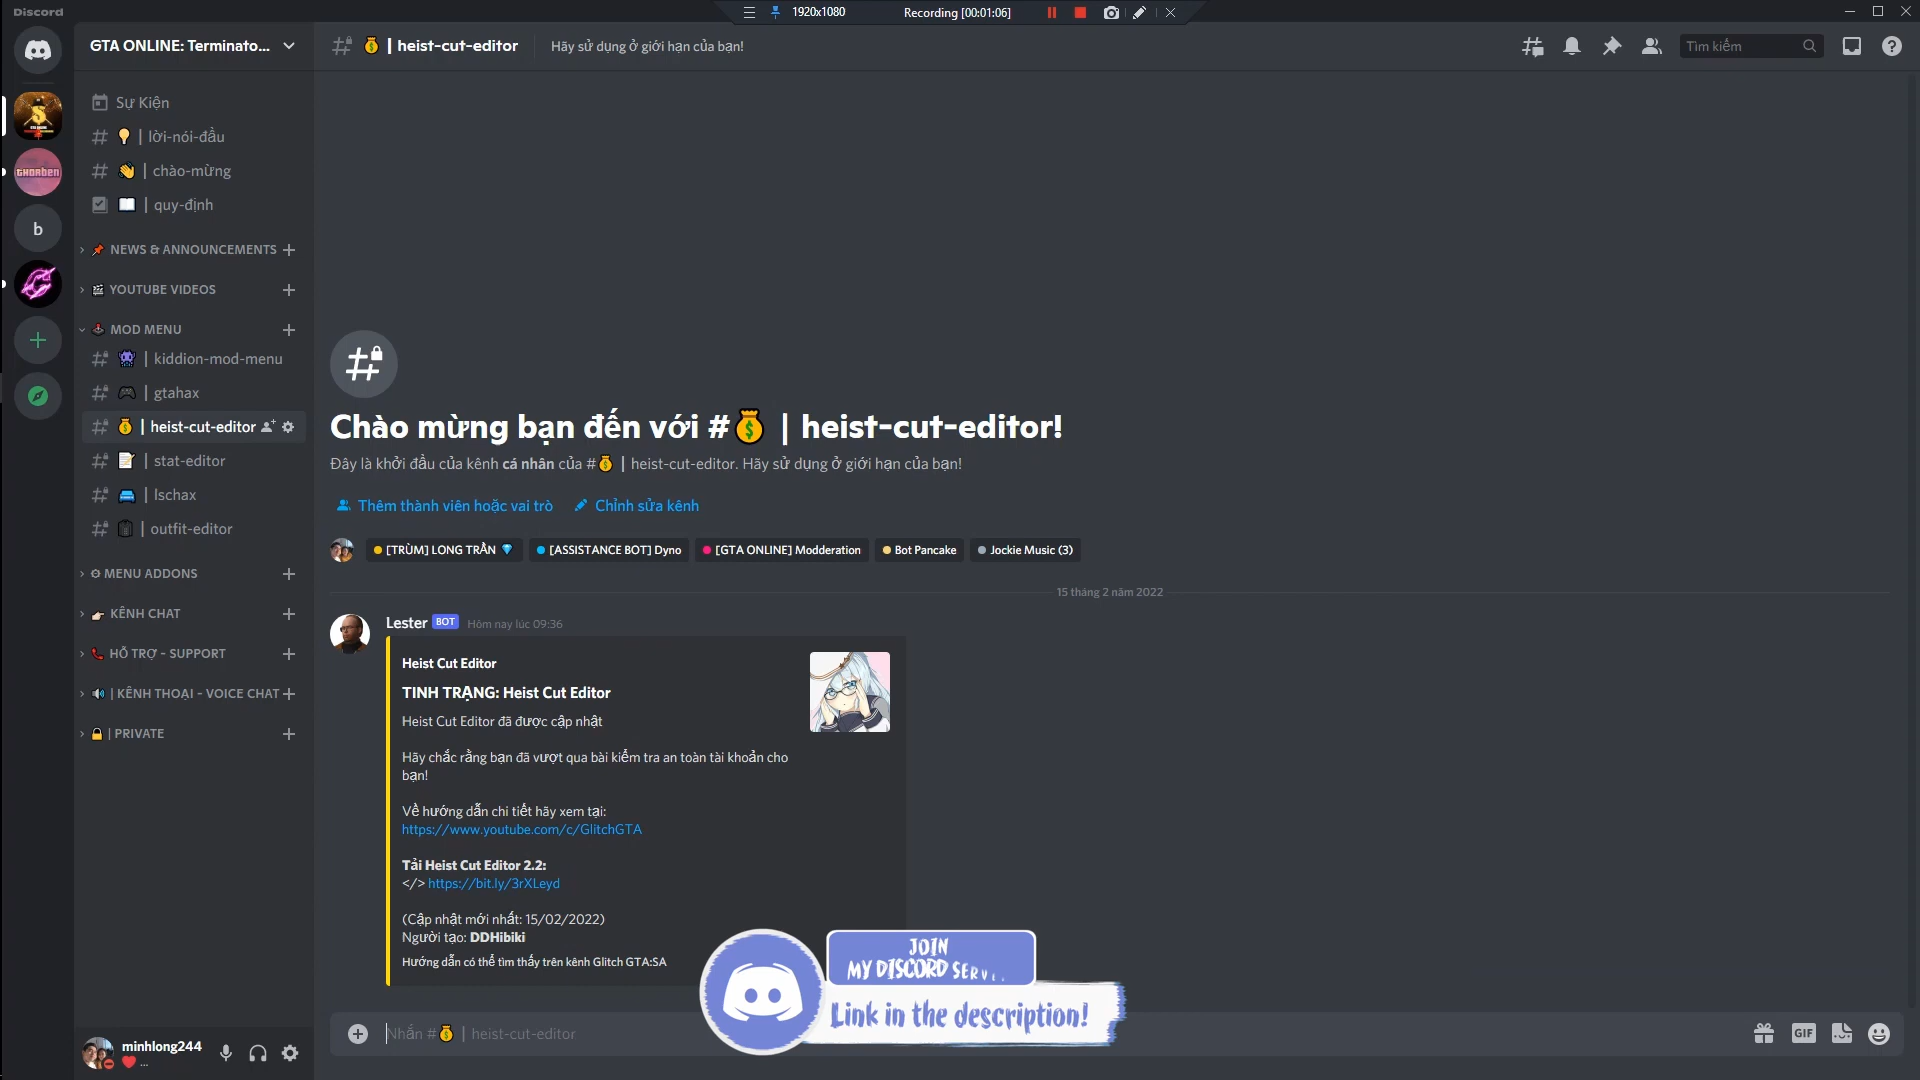 Discord
1920x1080
Recording [00:01:06]
GTA ONLINE: Terminato...
| heist-cut-editor
Hãy sử dụng ở giới hạn của bạn!
Tìm kiếm
Sự Kiện
| lời-nói-đầu
| chào-mừng
| quy-định
NEWS & ANNOUNCEMENTS
YOUTUBE VIDEOS
MOD MENU
| kiddion-mod-menu
| gtahax
| heist-cut-editor
| stat-editor
| lschax
| outfit-editor
MENU ADDONS
KÊNH CHAT
HỖ TRỢ - SUPPORT
| KÊNH THOẠI - VOICE CHAT
| PRIVATE
GHORBEN
b
Chào mừng bạn đến với #💰 | heist-cut-editor!
Đây là khởi đầu của kênh cá nhân của #💰 | heist-cut-editor. Hãy sử dụng ở giới hạn của bạn!
Thêm thành viên hoặc vai trò
Chỉnh sửa kênh
[TRÙM] LONG TRẦN 💎
[ASSISTANCE BOT] Dyno
[GTA ONLINE] Modderation
Bot Pancake
Jockie Music (3)
15 tháng 2 năm 2022
Lester BOT Hôm nay lúc 09:36
Heist Cut Editor
TINH TRẠNG: Heist Cut Editor
Heist Cut Editor đã được cập nhật
Hãy chắc rằng bạn đã vượt qua bài kiểm tra an toàn tài khoản cho
bạn!
Về hướng dẫn chi tiết hãy xem tại:
https://www.youtube.com/c/GlitchGTA
Tải Heist Cut Editor 2.2:
</> https://bit.ly/3rXLeyd
(Cập nhật mới nhất: 15/02/2022)
Người tạo: DDHibiki
Hướng dẫn có thể tìm thấy trên kênh Glitch GTA:SA
JOIN
MY DISCORD SERV
Link in the description!
Nhắn #💰 | heist-cut-editor
GIF
minhlong244
...